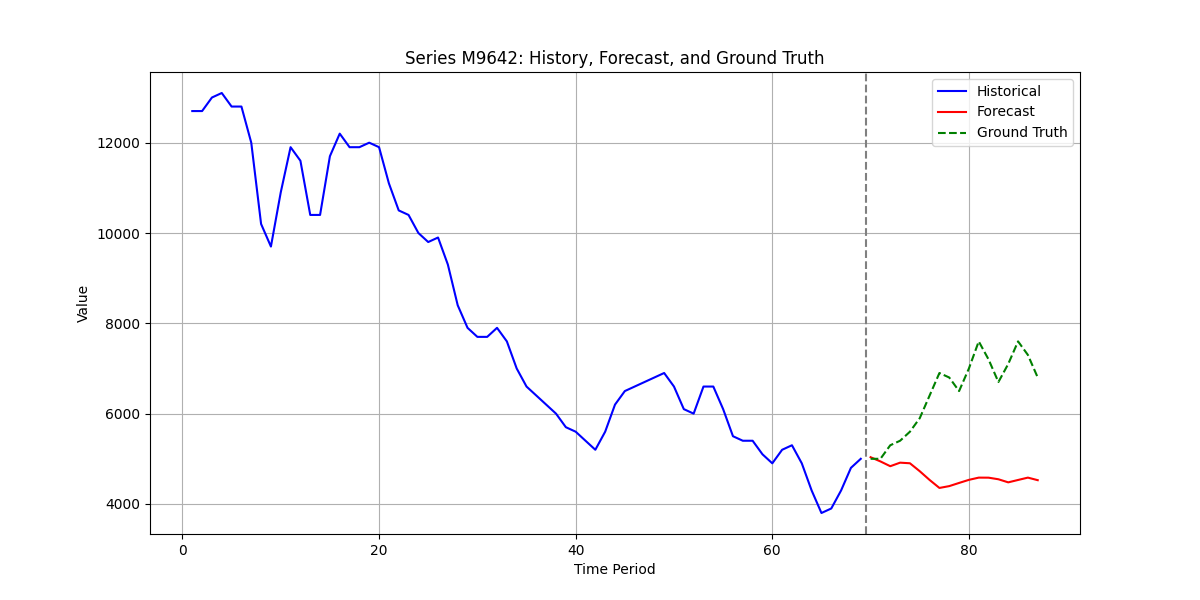 Series M9642: History, Forecast, and Ground Truth
Historical
Forecast
Ground Truth
12000
10000
8000
6000
4000
Value
0 20 40 60 80
Time Period